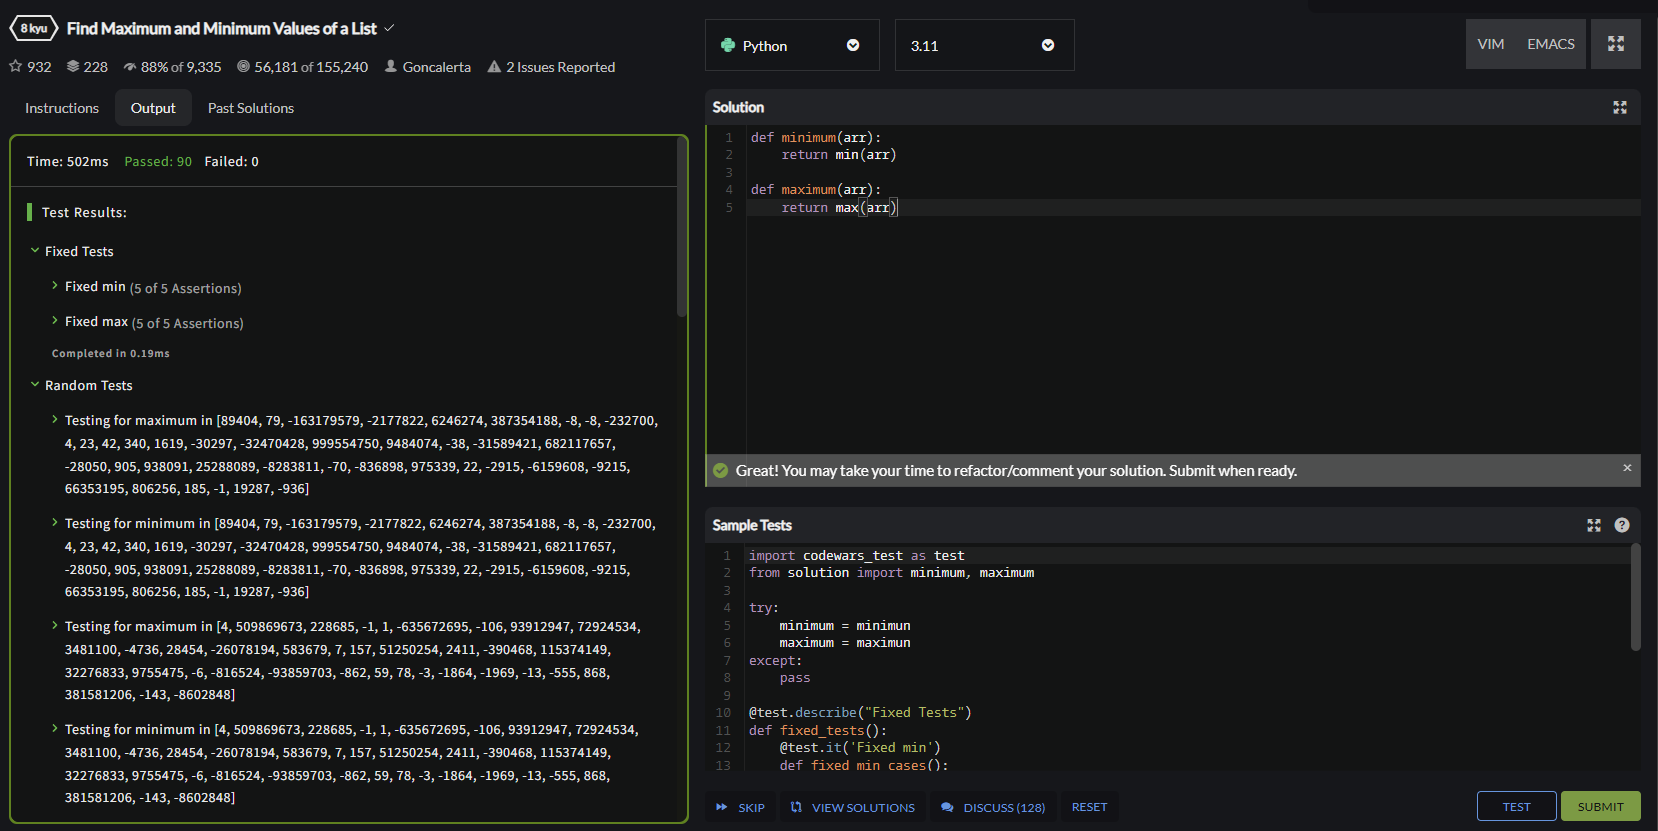 8 kyu Find Maximum and Minimum Values of a List
932 228 88% of 9,335 56,181 of 155,240 Goncalerta 2 Issues Reported
Instructions Output Past Solutions
Time: 502ms Passed: 90 Failed: 0
Test Results:
Fixed Tests
Fixed min (5 of 5 Assertions)
Fixed max (5 of 5 Assertions)
Completed in 0.19ms
Random Tests
Testing for maximum in [89404, 79, -163179579, -2177822, 6246274, 387354188, -8, -8, -232700,
4, 23, 42, 340, 1619, -30297, -32470428, 999554750, 9484074, -38, -31589421, 682117657,
-28050, 905, 938091, 25288089, -8283811, -70, -836898, 975339, 22, -2915, -6159608, -9215,
66353195, 806256, 185, -1, 19287, -936]
Testing for minimum in [89404, 79, -163179579, -2177822, 6246274, 387354188, -8, -8, -232700,
4, 23, 42, 340, 1619, -30297, -32470428, 999554750, 9484074, -38, -31589421, 682117657,
-28050, 905, 938091, 25288089, -8283811, -70, -836898, 975339, 22, -2915, -6159608, -9215,
66353195, 806256, 185, -1, 19287, -936]
Testing for maximum in [4, 509869673, 228685, -1, 1, -635672695, -106, 93912947, 72924534,
3481100, -4736, 28454, -26078194, 583679, 7, 157, 51250254, 2411, -390468, 115374149,
32276833, 9755475, -6, -816524, -93859703, -862, 59, 78, -3, -1864, -1969, -13, -555, 868,
381581206, -143, -8602848]
Testing for minimum in [4, 509869673, 228685, -1, 1, -635672695, -106, 93912947, 72924534,
3481100, -4736, 28454, -26078194, 583679, 7, 157, 51250254, 2411, -390468, 115374149,
32276833, 9755475, -6, -816524, -93859703, -862, 59, 78, -3, -1864, -1969, -13, -555, 868,
381581206, -143, -8602848]
Python 3.11 VIM EMACS
Solution
1 def minimum(arr):
2     return min(arr)
3
4 def maximum(arr):
5     return max(arr)
Great! You may take your time to refactor/comment your solution. Submit when ready. ×
Sample Tests ?
1 import codewars_test as test
2 from solution import minimum, maximum
3
4 try:
5     minimum = minimun
6     maximum = maximun
7 except:
8     pass
9
10 @test.describe("Fixed Tests")
11 def fixed_tests():
12     @test.it('Fixed min')
13     def fixed_min_cases():
SKIP VIEW SOLUTIONS DISCUSS (128) RESET TEST SUBMIT